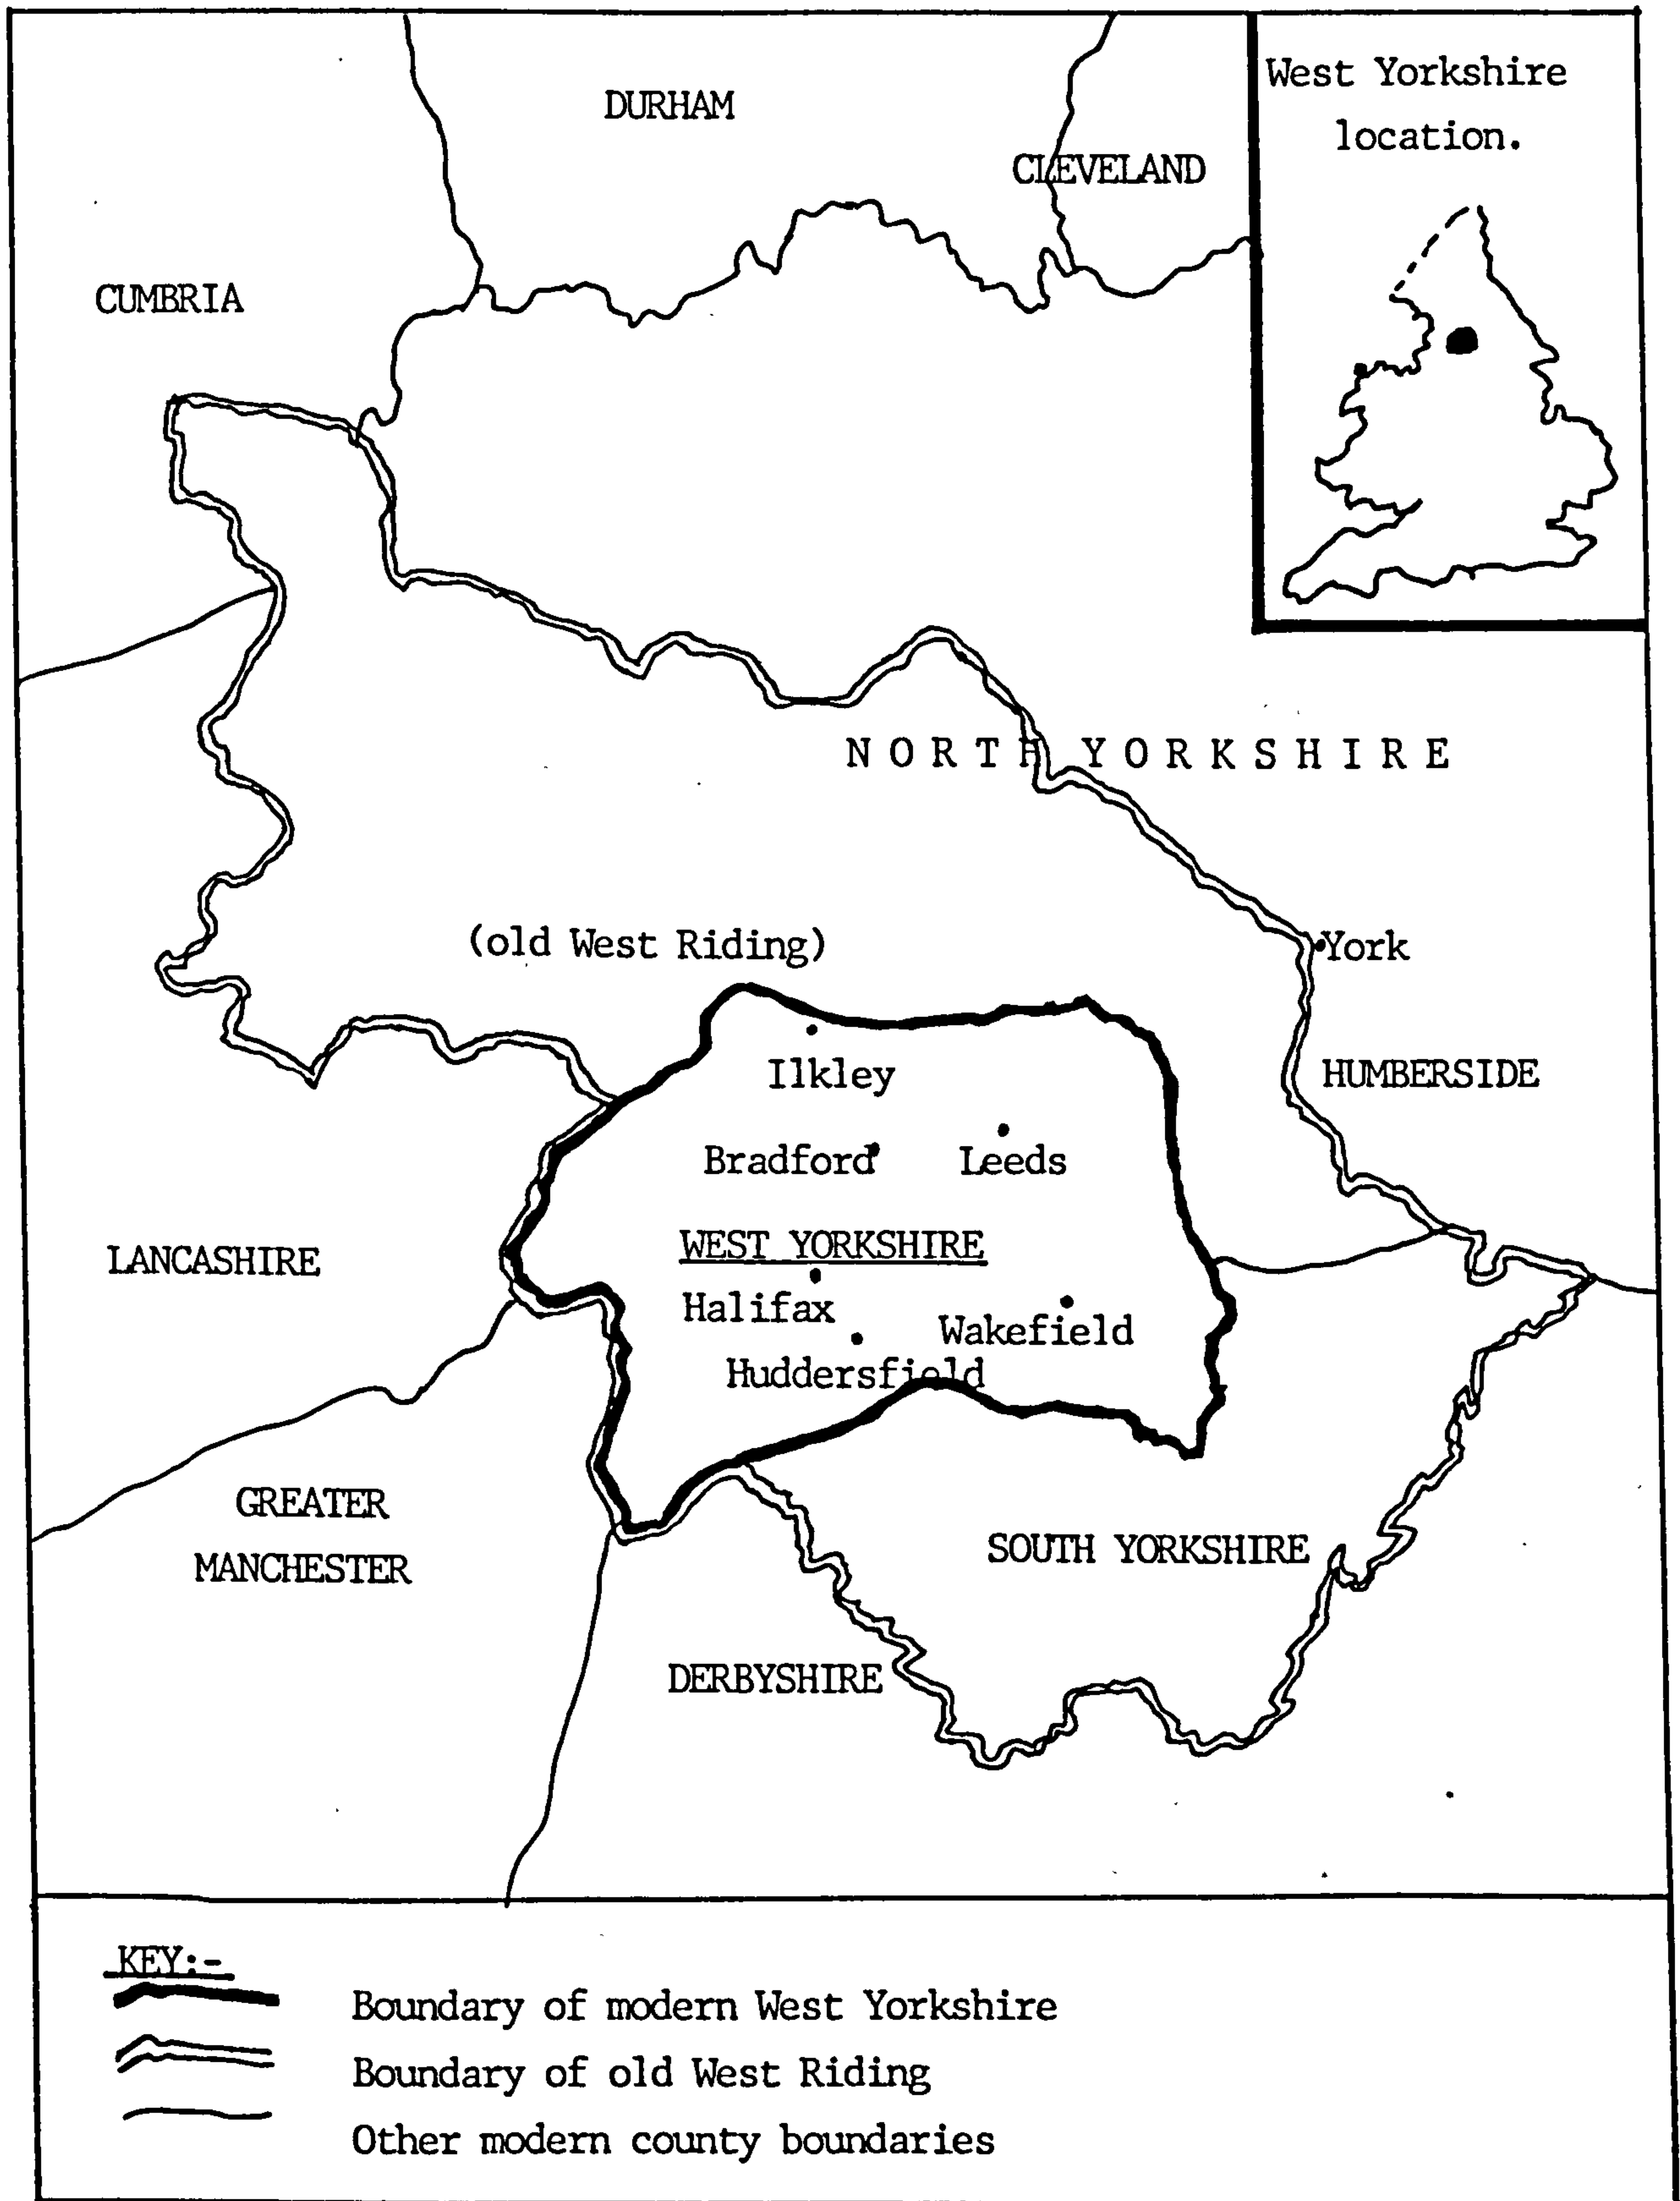 West Yorkshire
location.
DURHAM
CLEVELAND
CUMBRIA
NORTH YORKSHIRE
(old West Riding)
York
Ilkley
HUMBERSIDE
Bradford
Leeds
WEST YORKSHIRE
LANCASHIRE
Halifax
Wakefield
Huddersfield
GREATER
MANCHESTER
SOUTH YORKSHIRE
DERBYSHIRE
KEY:-
Boundary of modern West Yorkshire
Boundary of old West Riding
Other modern county boundaries